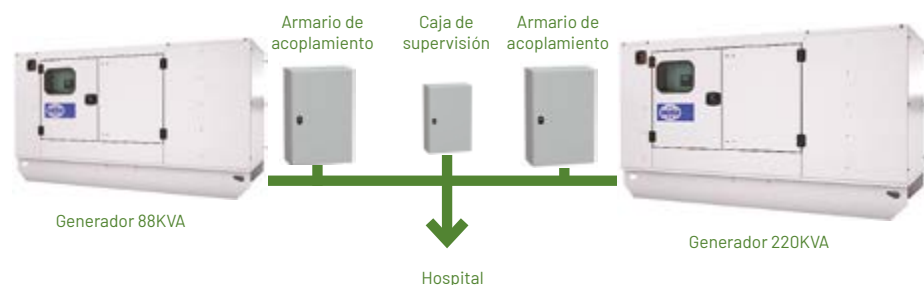 Armario de
acoplamiento
Caja de
supervisión
Armario de
acoplamiento
Generador 88KVA
Generador 220KVA
Hospital